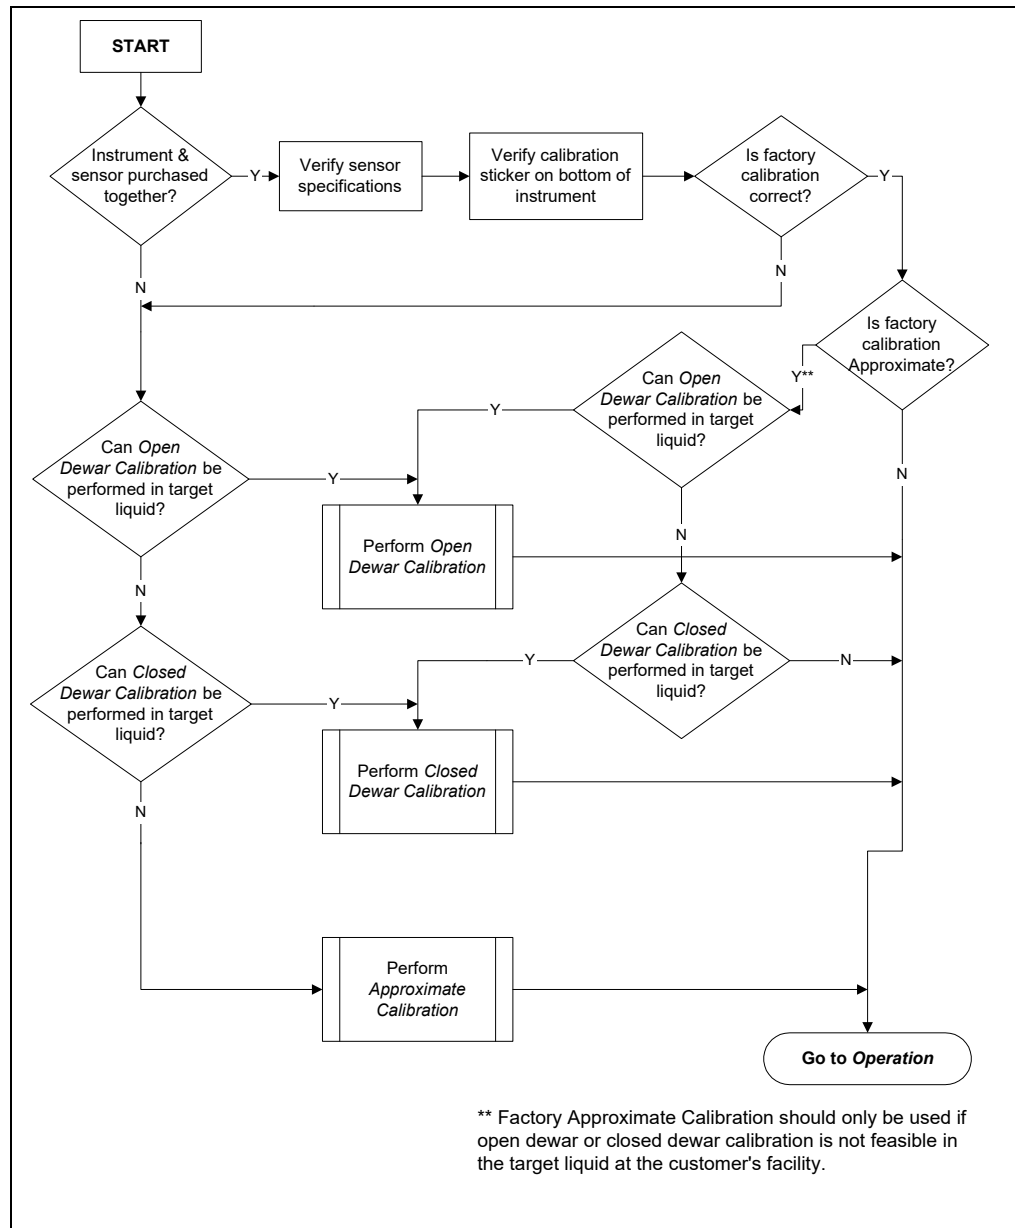 START
Instrument &
sensor purchased
together?
Y
Verify sensor
specifications
Verify calibration
sticker on bottom of
instrument
Is factory
calibration
correct?
Y
N
N
Is factory
calibration
Approximate?
Y**
Can Open
Dewar Calibration be
performed in target
liquid?
Y
N
Can Open
Dewar Calibration be
performed in target
liquid?
Y
N
Perform Open
Dewar Calibration
N
Can Closed
Dewar Calibration be
performed in target
liquid?
Y
N
Can Closed
Dewar Calibration be
performed in target
liquid?
Y
Perform Closed
Dewar Calibration
N
Perform
Approximate
Calibration
Go to Operation
** Factory Approximate Calibration should only be used if
open dewar or closed dewar calibration is not feasible in
the target liquid at the customer's facility.